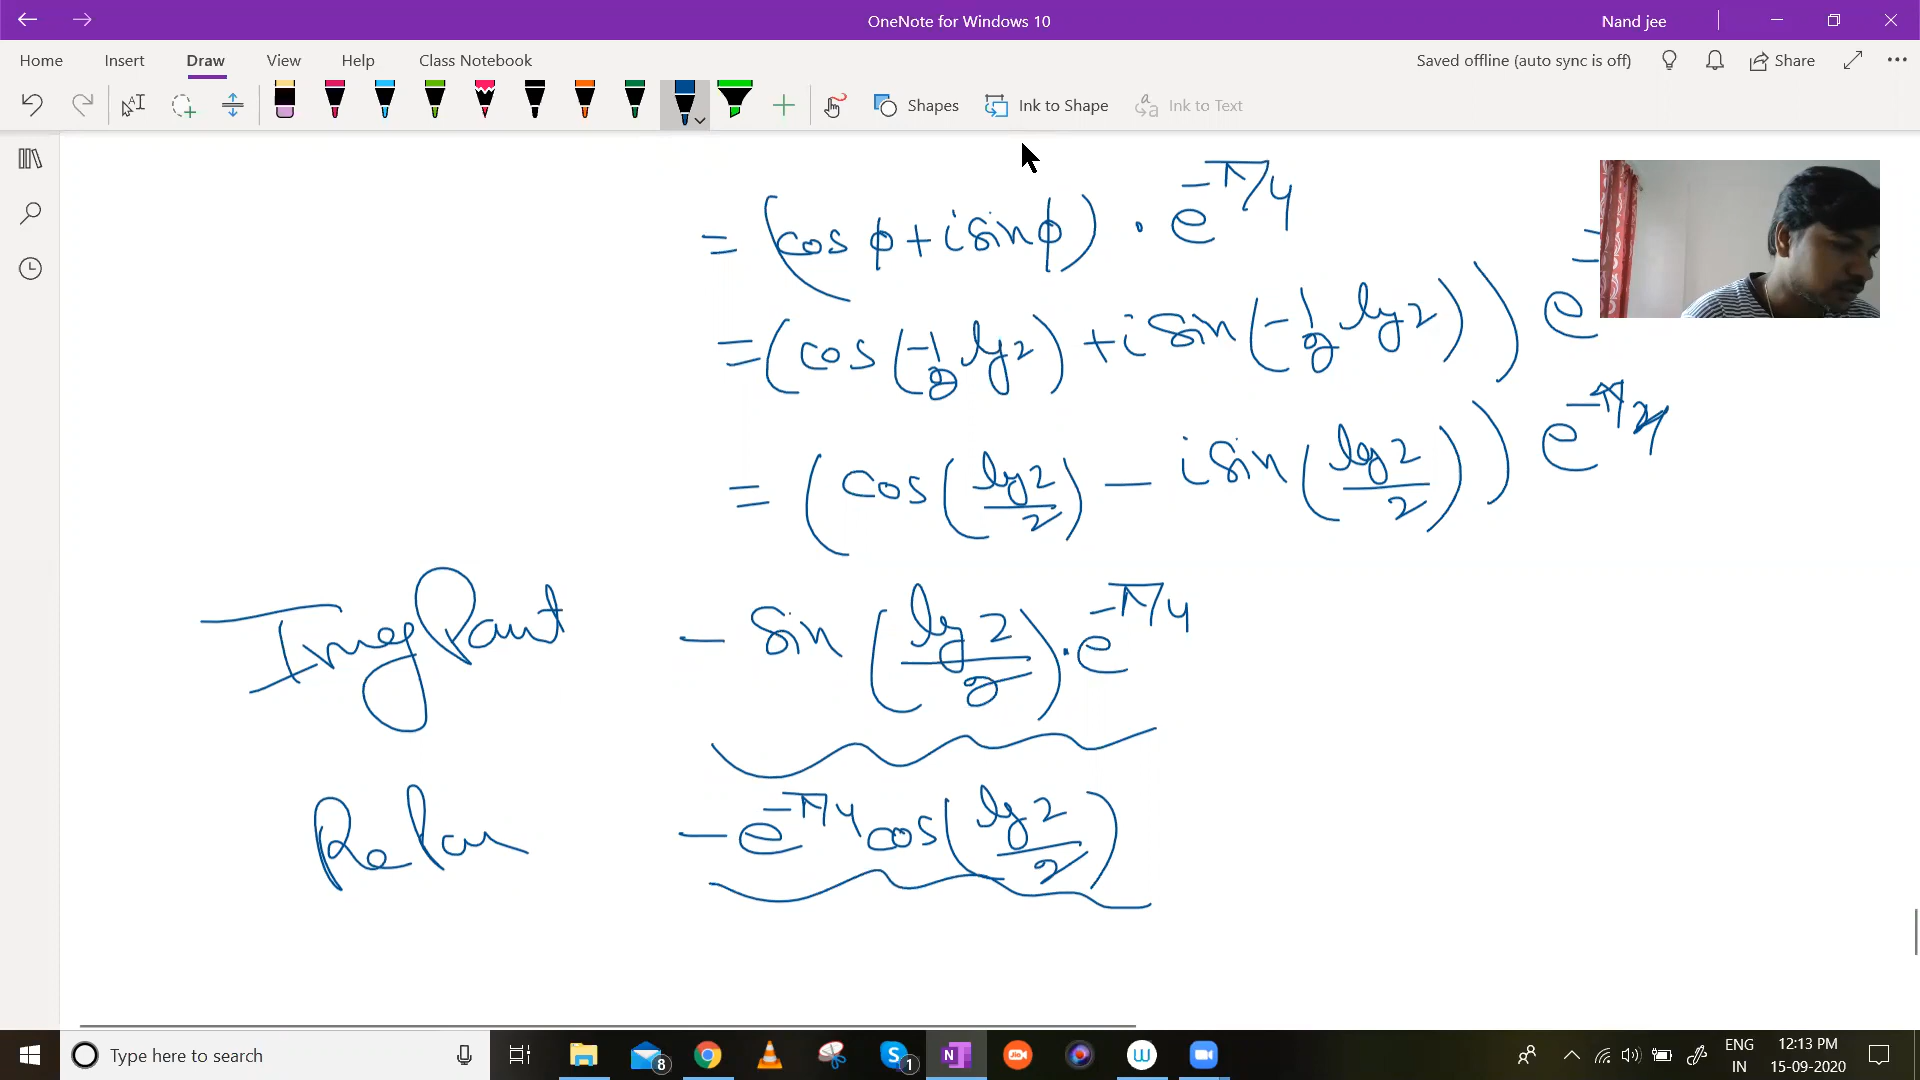 OneNote for Windows 10
Nand jee
Home Insert Draw View Help Class Notebook
Saved offline (auto sync is off) Share
Shapes Ink to Shape Ink to Text
= (cos φ + i sin φ) · e^{-π/4}
= (cos(-1/2 log 2) + i sin(-1/2 log 2)) e
= (cos(log 2/2) - i sin(log 2/2)) e^{-π/4}
Imag Part - sin (log 2/2) · e^{-π/4}
- e^{-π/4} cos(log 2/2)
Type here to search
8
1
ENG
IN
12:13 PM
15-09-2020